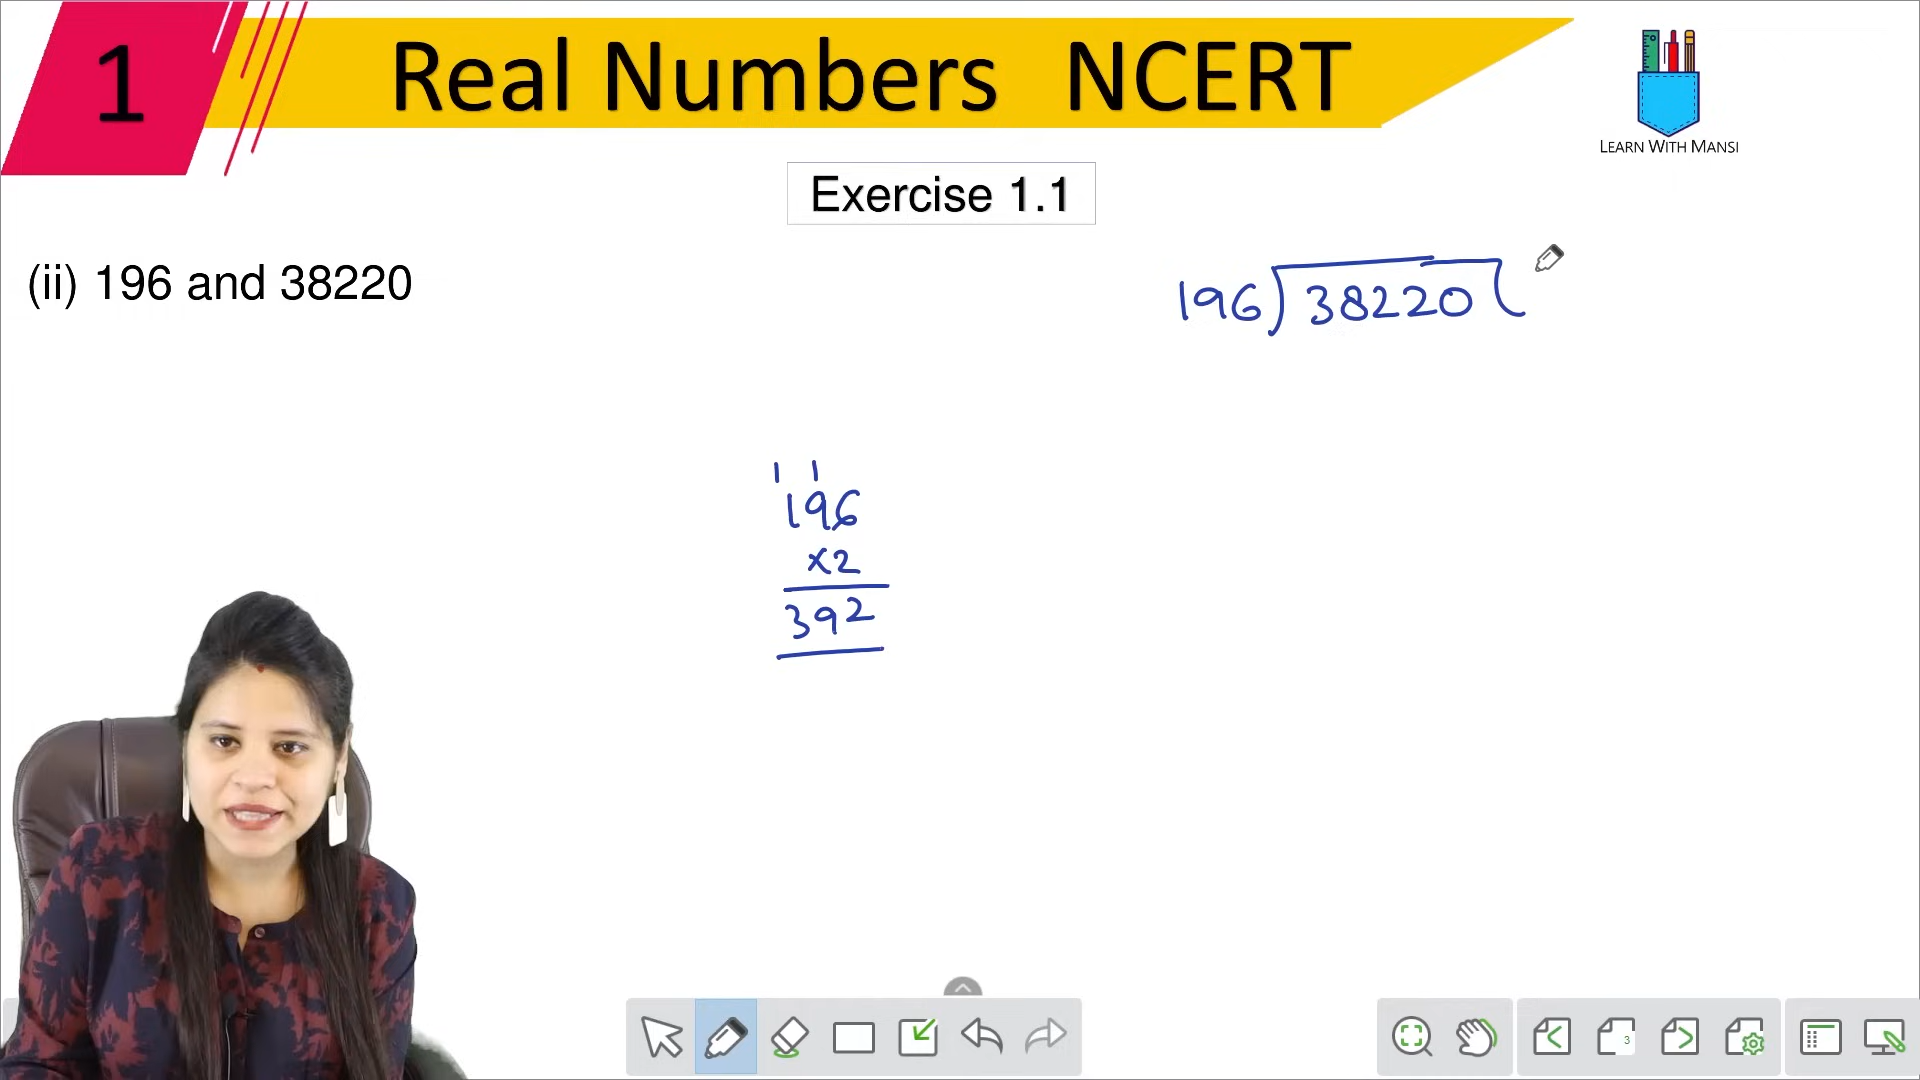 1
Real Numbers NCERT
LEARN WITH MANSI
Exercise 1.1
(ii) 196 and 38220
196)38220(
1 1
196
x2
392
3